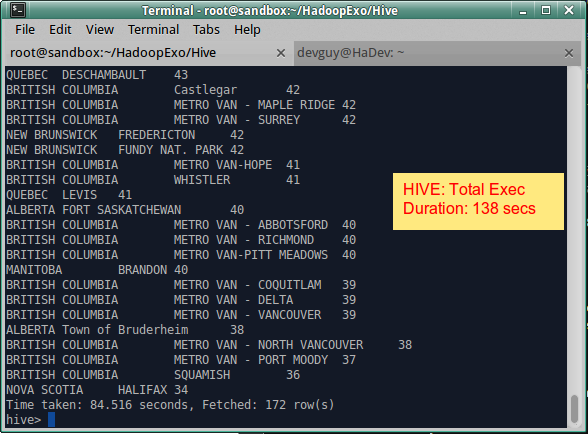 Terminal - root@sandbox:~/HadoopExo/Hive
File Edit View Terminal Tabs Help
root@sandbox:~/HadoopExo/Hive × devguy@HaDev: ~ ×
QUEBEC DESCHAMBAULT 43
BRITISH COLUMBIA Castlegar 42
BRITISH COLUMBIA METRO VAN - MAPLE RIDGE 42
BRITISH COLUMBIA METRO VAN - SURREY 42
NEW BRUNSWICK FREDERICTON 42
NEW BRUNSWICK FUNDY NAT. PARK 42
BRITISH COLUMBIA METRO VAN-HOPE 41
BRITISH COLUMBIA WHISTLER 41
QUEBEC LEVIS 41
ALBERTA FORT SASKATCHEWAN 40
BRITISH COLUMBIA METRO VAN - ABBOTSFORD 40
BRITISH COLUMBIA METRO VAN - RICHMOND 40
BRITISH COLUMBIA METRO VAN-PITT MEADOWS 40
MANITOBA BRANDON 40
BRITISH COLUMBIA METRO VAN - COQUITLAM 39
BRITISH COLUMBIA METRO VAN - DELTA 39
BRITISH COLUMBIA METRO VAN - VANCOUVER 39
ALBERTA Town of Bruderheim 38
BRITISH COLUMBIA METRO VAN - NORTH VANCOUVER 38
BRITISH COLUMBIA METRO VAN - PORT MOODY 37
BRITISH COLUMBIA SQUAMISH 36
NOVA SCOTIA HALIFAX 34
Time taken: 84.516 seconds, Fetched: 172 row(s)
hive>
HIVE: Total Exec
Duration: 138 secs